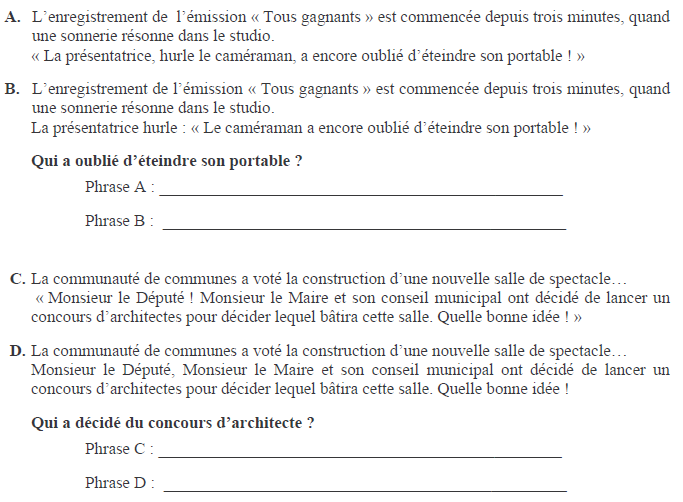 A. L’enregistrement de l’émission « Tous gagnants » est commencée depuis trois minutes, quand
une sonnerie résonne dans le studio.
« La présentatrice, hurle le caméraman, a encore oublié d’éteindre son portable ! »
B. L’enregistrement de l’émission « Tous gagnants » est commencée depuis trois minutes, quand
une sonnerie résonne dans le studio.
La présentatrice hurle : « Le caméraman a encore oublié d’éteindre son portable ! »
Qui a oublié d’éteindre son portable ?
Phrase A :
Phrase B :
C. La communauté de communes a voté la construction d’une nouvelle salle de spectacle…
« Monsieur le Député ! Monsieur le Maire et son conseil municipal ont décidé de lancer un
concours d’architectes pour décider lequel bâtira cette salle. Quelle bonne idée ! »
D. La communauté de communes a voté la construction d’une nouvelle salle de spectacle…
Monsieur le Député, Monsieur le Maire et son conseil municipal ont décidé de lancer un
concours d’architectes pour décider lequel bâtira cette salle. Quelle bonne idée !
Qui a décidé du concours d’architecte ?
Phrase C :
Phrase D :